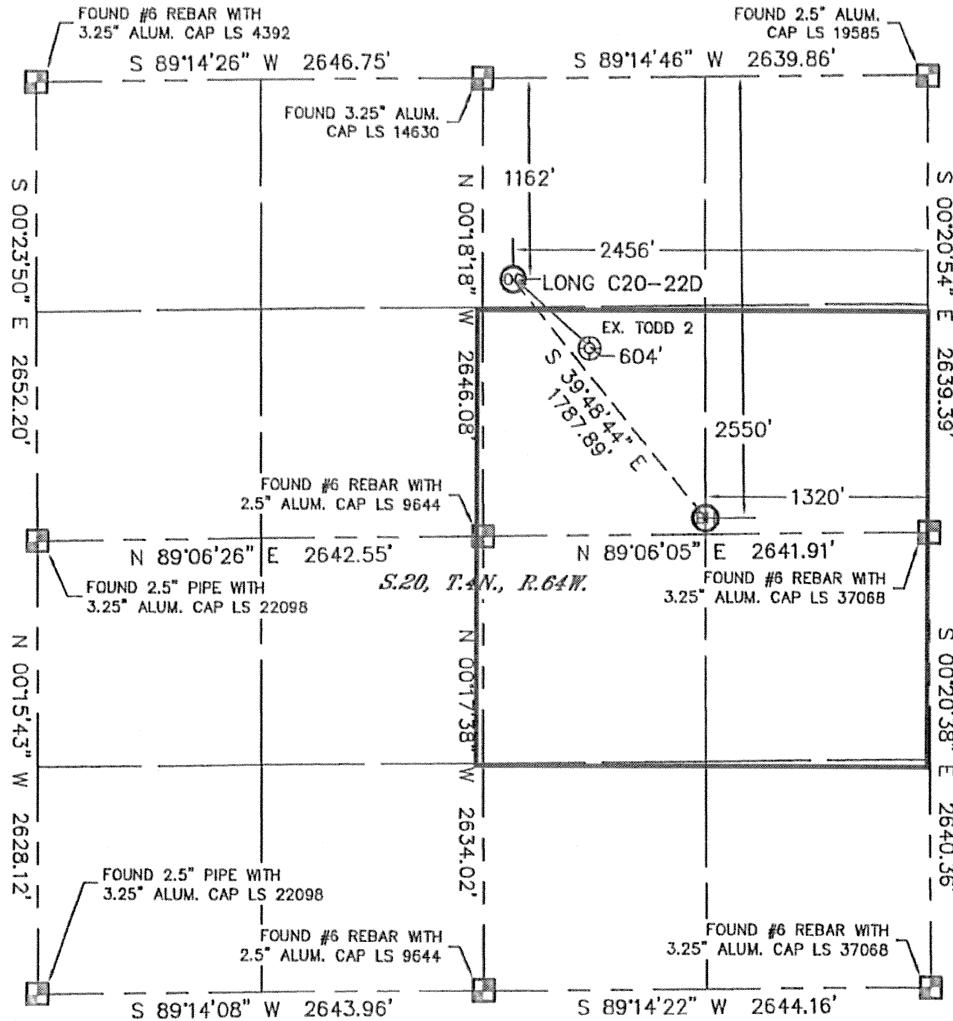 FOUND #6 REBAR WITH
3.25" ALUM. CAP LS 4392
FOUND 2.5" ALUM.
CAP LS 19585
S 89°14'26" W 2646.75'
S 89°14'46" W 2639.86'
FOUND 3.25" ALUM.
CAP LS 14630
S 00°23'50" E 2652.20'
N 00°18'18" W 2646.08'
S 00°20'54" E 2639.39'
1162'
2456'
LONG C20-22D
EX. TODD 2
604'
S 39°48'44" E
1787.89'
2550'
1320'
FOUND #6 REBAR WITH
2.5" ALUM. CAP LS 9644
N 89°06'26" E 2642.55'
N 89°06'05" E 2641.91'
FOUND 2.5" PIPE WITH
3.25" ALUM. CAP LS 22098
S.20, T.4N., R.64W.
FOUND #6 REBAR WITH
3.25" ALUM. CAP LS 37068
N 00°15'43" W 2628.12'
N 00°17'38" W 2634.02'
S 00°20'38" E 2640.36'
FOUND 2.5" PIPE WITH
3.25" ALUM. CAP LS 22098
FOUND #6 REBAR WITH
2.5" ALUM. CAP LS 9644
FOUND #6 REBAR WITH
3.25" ALUM. CAP LS 37068
S 89°14'08" W 2643.96'
S 89°14'22" W 2644.16'